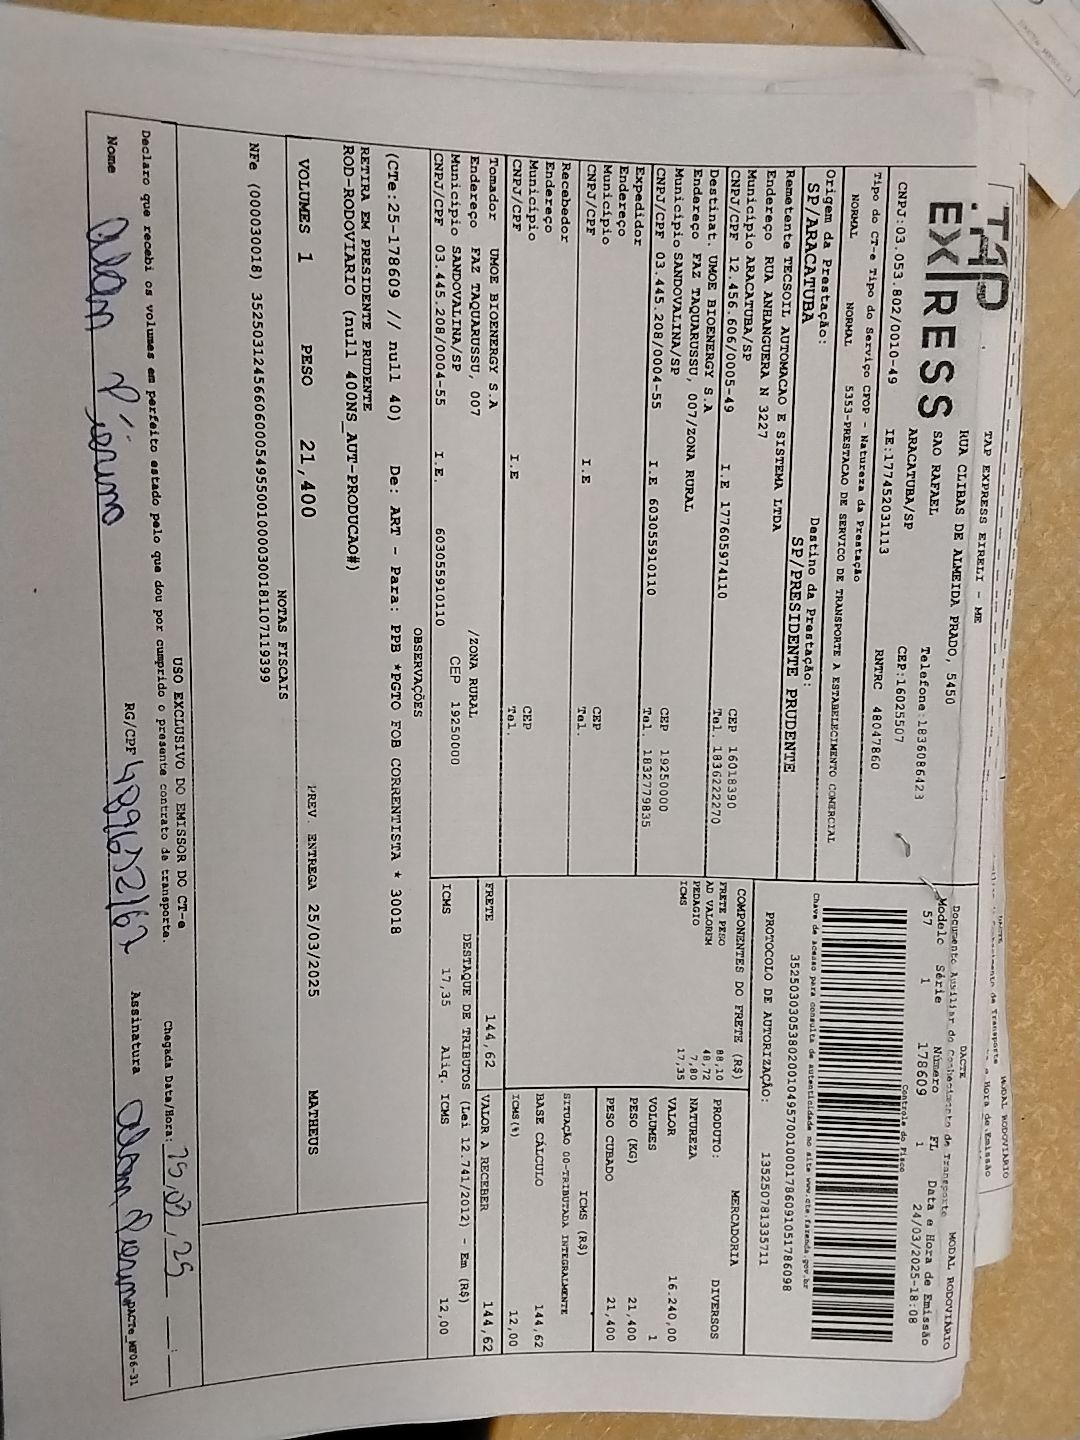 TAP
EXPRESS
TAP EXPRESS EIRELI - ME
RUA CLIBAS DE ALMEIDA PRADO, 5450
SAO RAFAEL
Telefone:1836086423
ARACATUBA/SP
CEP:16025507
CNPJ:03.053.802/0010-49
IE:177452031113
RNTRC 48047860
Tipo do CT-e Tipo do Serviço CFOP - Natureza da Prestação
NORMAL NORMAL 5353-PRESTACAO DE SERVICO DE TRANSPORTE A ESTABELECIMENTO COMERCIAL
Origem da Prestação: Destino da Prestação:
SP/ARACATUBA SP/PRESIDENTE PRUDENTE
Remetente TECSOIL AUTOMACAO E SISTEMA LTDA
Endereço RUA ANHANGUERA N 3227
Município ARACATUBA/SP CEP 16018390
CNPJ/CPF 12.456.606/0005-49 I.E 177605974110 Tel. 1836222270
Destinat. UMOE BIOENERGY S.A
Endereço FAZ TAQUARUSSU, 007/ZONA RURAL
Município SANDOVALINA/SP CEP 19250000
CNPJ/CPF 03.445.208/0004-55 I.E 603055910110 Tel. 1832779835
Expedidor
Endereço
Município CEP
CNPJ/CPF I.E Tel.
Recebedor
Endereço
Município CEP
CNPJ/CPF I.E Tel.
Tomador UMOE BIOENERGY S.A
Endereço FAZ TAQUARUSSU, 007 /ZONA RURAL
Município SANDOVALINA/SP CEP 19250000
CNPJ/CPF 03.445.208/0004-55 I.E. 603055910110
OBSERVAÇÕES
(CTe:25-178609 // null 40) De: ART - Para: PPB *PGTO FOB CORRENTISTA * 30018
RETIRA EM PRESIDENTE PRUDENTE
ROD-RODOVIARIO (null 400NS_AUT-PRODUCAO#)
VOLUMES 1 PESO 21,400 PREV. ENTREGA 25/03/2025 MATHEUS
NOTAS FISCAIS
NFe (000030018) 35250312456606000549550010000300181107119399
DACTE MODAL RODOVIÁRIO
Documento Auxiliar do Conhecimento de Transporte
Modelo Série Número FL Data e Hora de Emissão
57 1 178609 1 24/03/2025-18:08
Controle do Fisco
Chave de acesso para consulta de autenticidade no site www.cte.fazenda.gov.br
35250303053802001049570010001786091051786098
PROTOCOLO DE AUTORIZAÇÃO: 135250781335711
COMPONENTES DO FRETE (R$)
FRETE PESO 88,10
AD VALOREM 48,72
PEDAGIO 7,80
ICMS 17,35
MERCADORIA
PRODUTO: DIVERSOS
NATUREZA
VALOR 16.240,00
VOLUMES 1
PESO (KG) 21,400
PESO CUBADO 21,400
ICMS (R$)
SITUAÇÃO 00-TRIBUTADA INTEGRALMENTE
BASE CÁLCULO 144,62
ICMS(%) 12,00
FRETE 144,62 VALOR A RECEBER 144,62
DESTAQUE DE TRIBUTOS (Lei 12.741/2012) - Em (R$)
ICMS 17,35 Aliq. ICMS 12,00
USO EXCLUSIVO DO EMISSOR DO CT-e
Declaro que recebi os volumes em perfeito estado pelo que dou por cumprido o presente contrato de transporte.
Chegada Data/Hora:
Nome RG/CPF Assinatura
DACTe_MF06-31